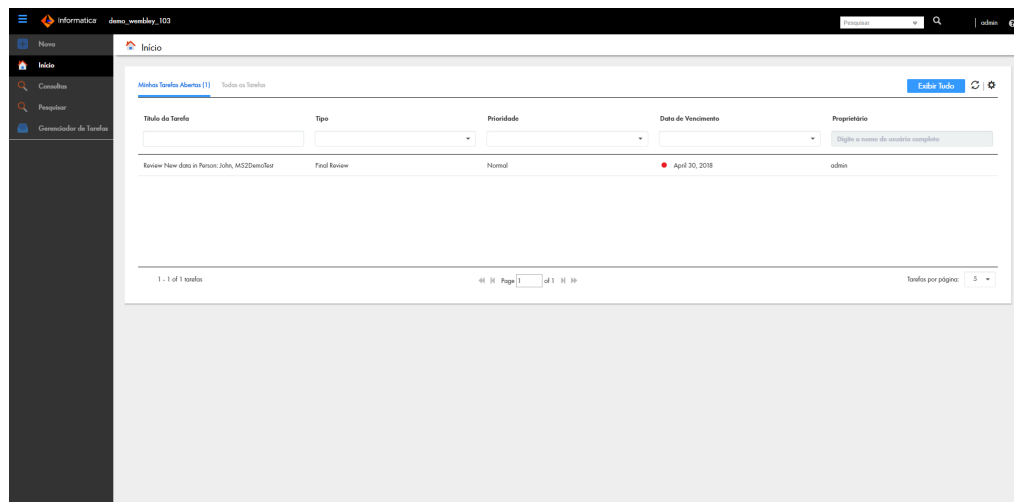 Informatica demo_wembley_103 Pesquisar admin
Novo
Início
Início
Consultas
Minhas Tarefas Abertas (1) Todas as Tarefas Exibir Tudo
Pesquisar
Gerenciador de Tarefas
Título da Tarefa Tipo Prioridade Data de Vencimento Proprietário
Digite o nome de usuário completo
Review New data in Person: John, MS2DemoTest Final Review Normal April 30, 2018 admin
1 - 1 of 1 tarefas Page 1 of 1 Tarefas por página: 5